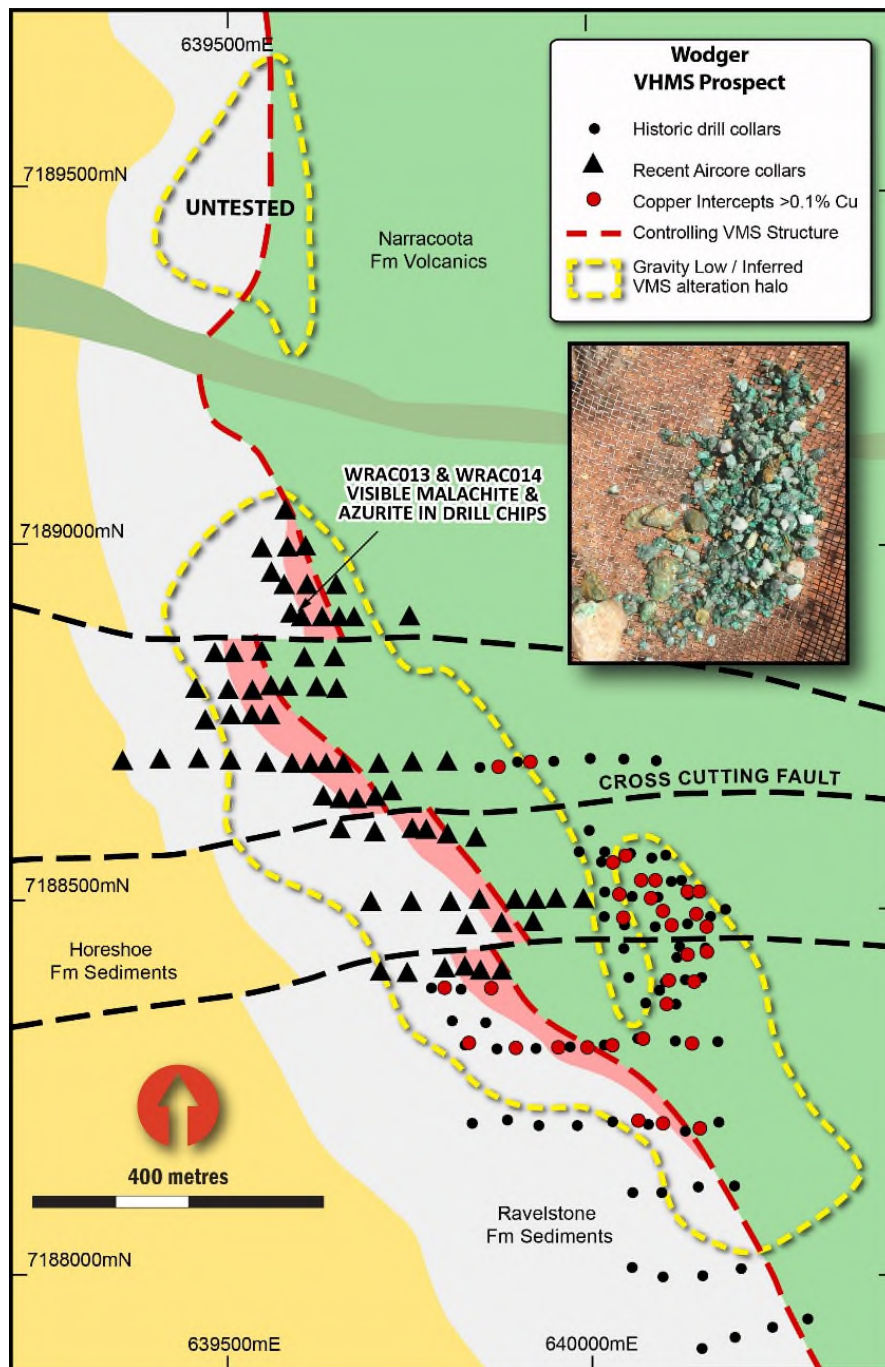 639500mE
Wodger
VHMS Prospect
Historic drill collars
Recent Aircore collars
Copper Intercepts >0.1% Cu
Controlling VMS Structure
Gravity Low / Inferred
VMS alteration halo
7189500mN
UNTESTED
Narracoota
Fm Volcanics
WRAC013 & WRAC014
VISIBLE MALACHITE &
AZURITE IN DRILL CHIPS
7189000mN
CROSS CUTTING FAULT
7188500mN
Horeshoe
Fm Sediments
400 metres
Ravelstone
Fm Sediments
7188000mN
639500mE
640000mE